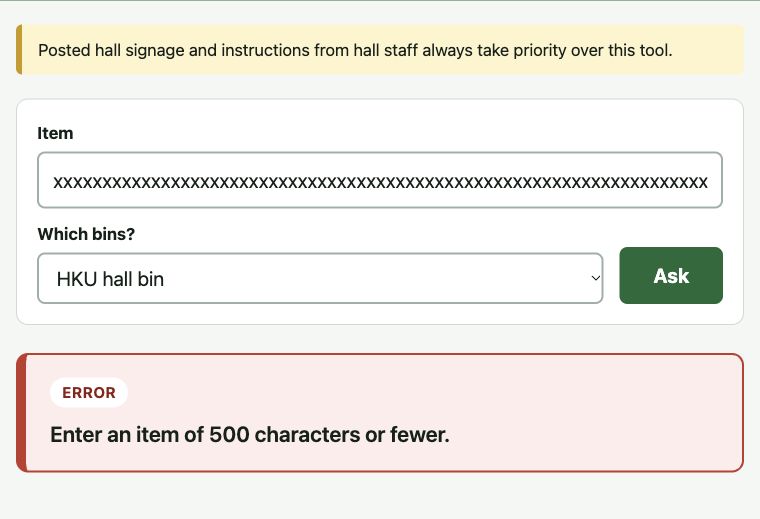 Posted hall signage and instructions from hall staff always take priority over this tool.
Item
xxxxxxxxxxxxxxxxxxxxxxxxxxxxxxxxxxxxxxxxxxxxxxxxxxxxxxxxxxxxxxxxxxx
Which bins?
HKU hall bin
Ask
ERROR
Enter an item of 500 characters or fewer.